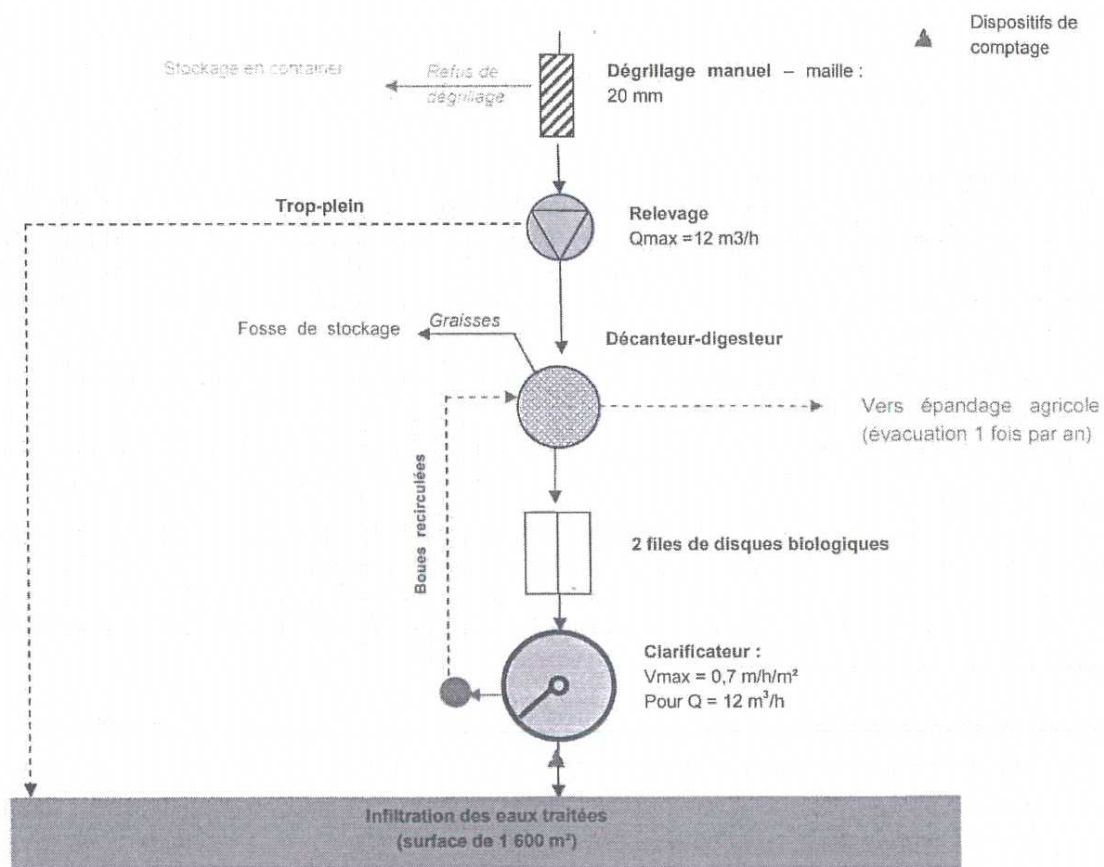 Dispositifs de
comptage
Stockage en container
Refus de
dégrillage
Dégrillage manuel – maille :
20 mm
Trop-plein
Relevage
Qmax =12 m3/h
Fosse de stockage
Graisses
Décanteur-digesteur
Vers épandage agricole
(évacuation 1 fois par an)
Boues recirculées
2 files de disques biologiques
Clarificateur :
Vmax = 0,7 m/h/m²
Pour Q = 12 m³/h
Infiltration des eaux traitées
(surface de 1 600 m²)